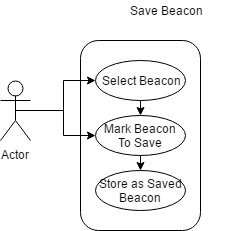 Save Beacon
Select Beacon
Mark Beacon
To Save
Actor
Store as Saved
Beacon